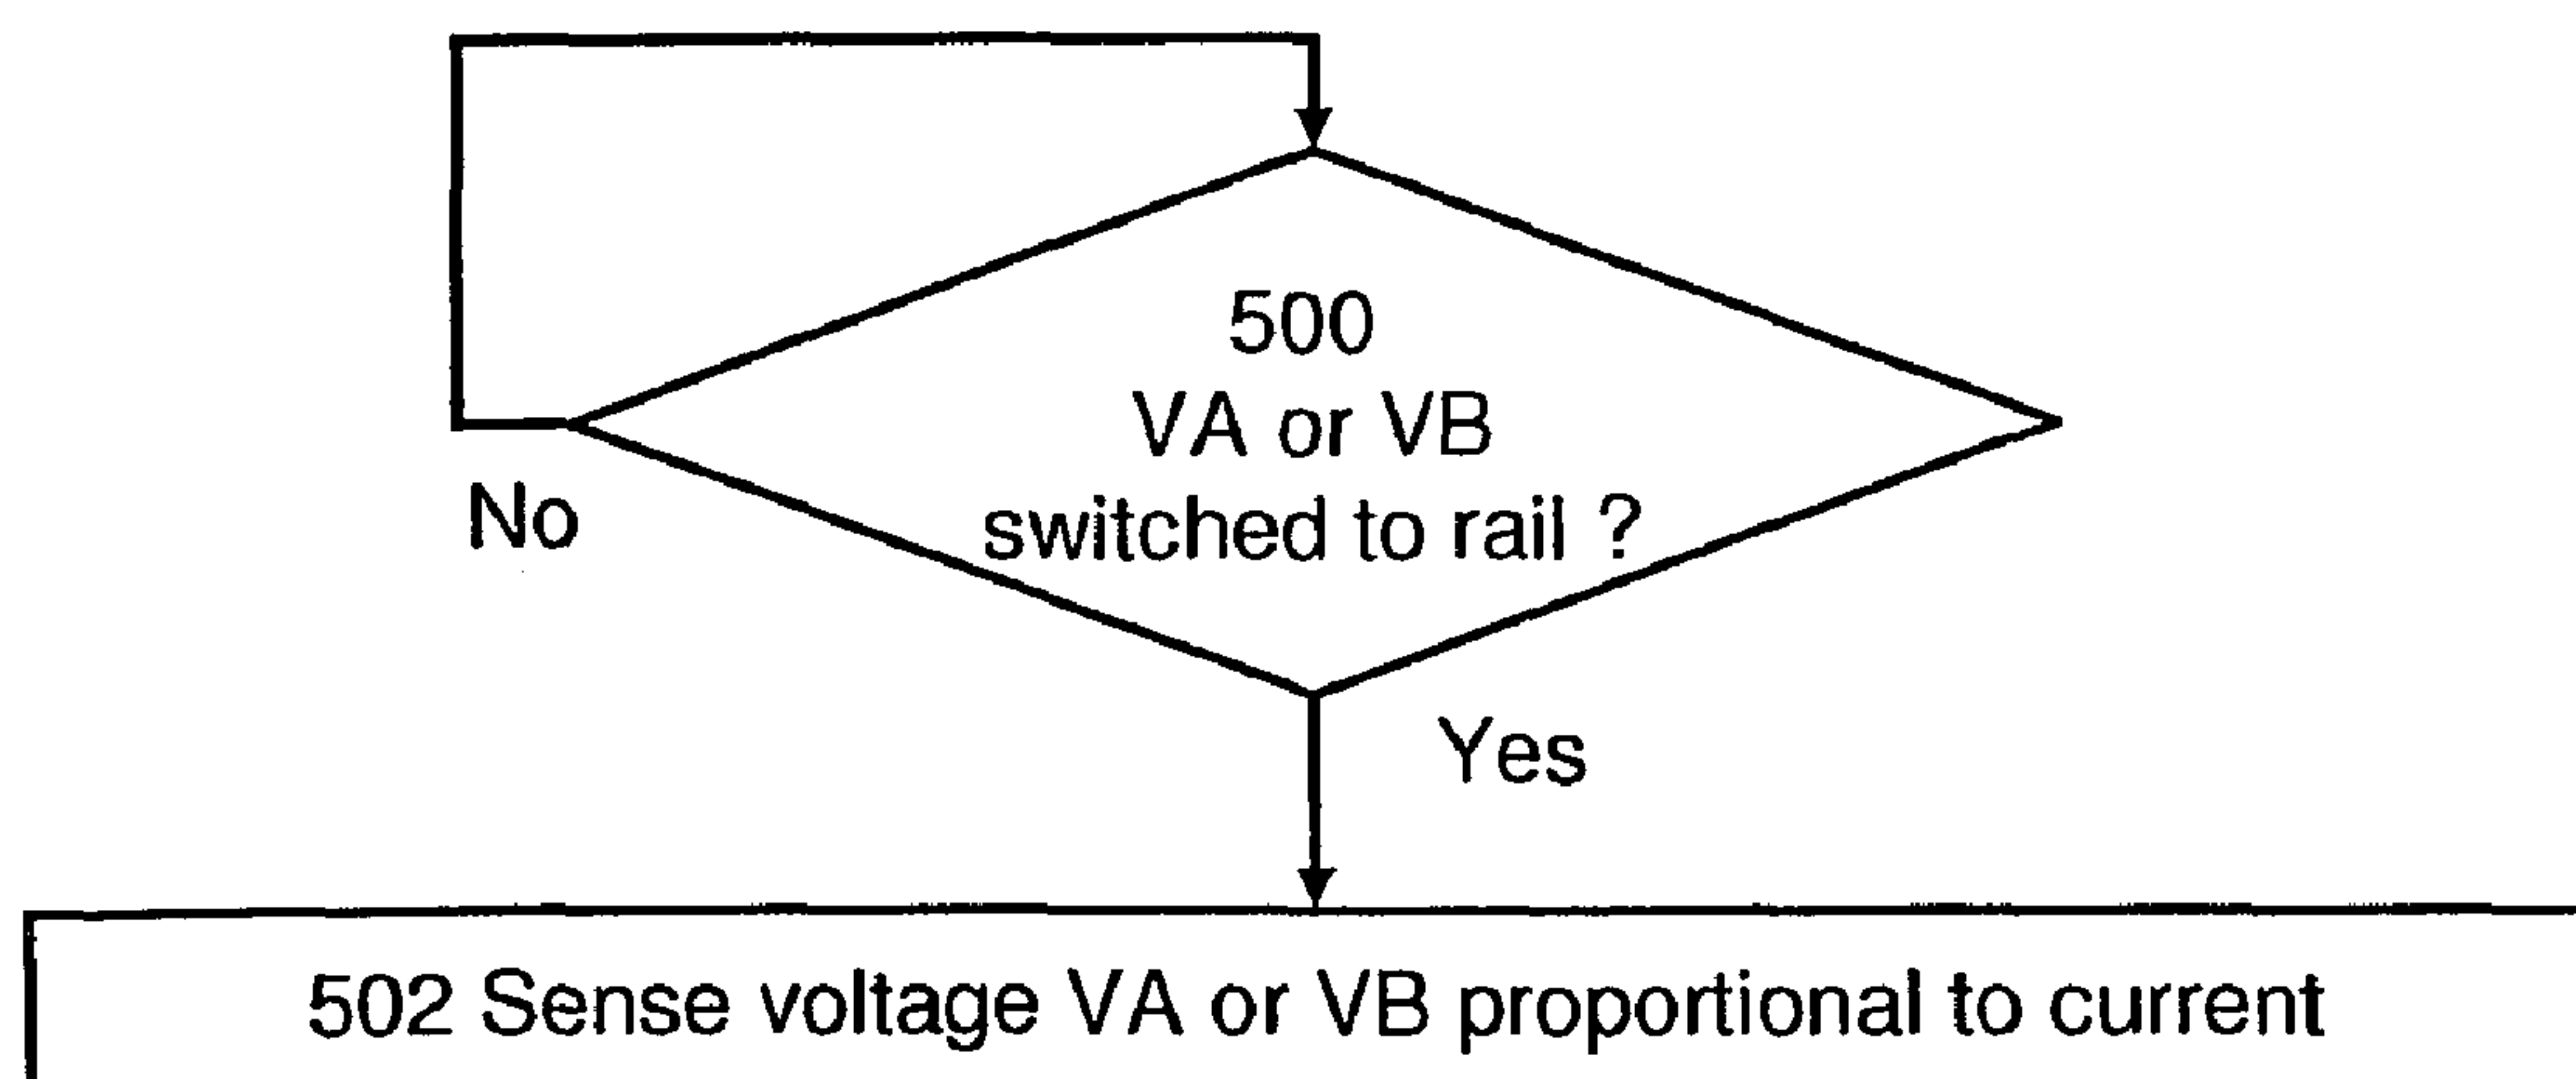 500
VA or VB
switched to rail ?
No
Yes
502 Sense voltage VA or VB proportional to current